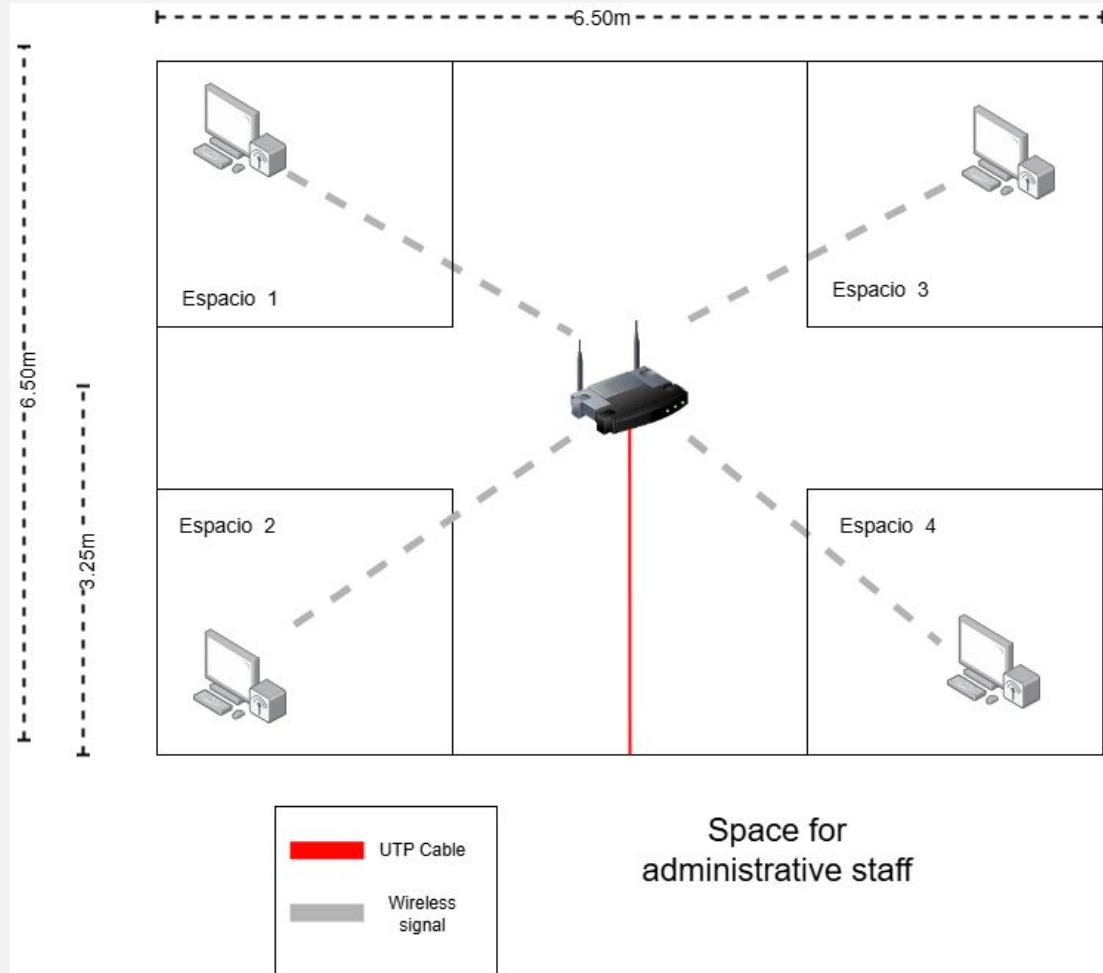 6.50m
6.50m
3.25m
Espacio 1
Espacio 3
Espacio 2
Espacio 4
UTP Cable
Wireless
signal
Space for
administrative staff